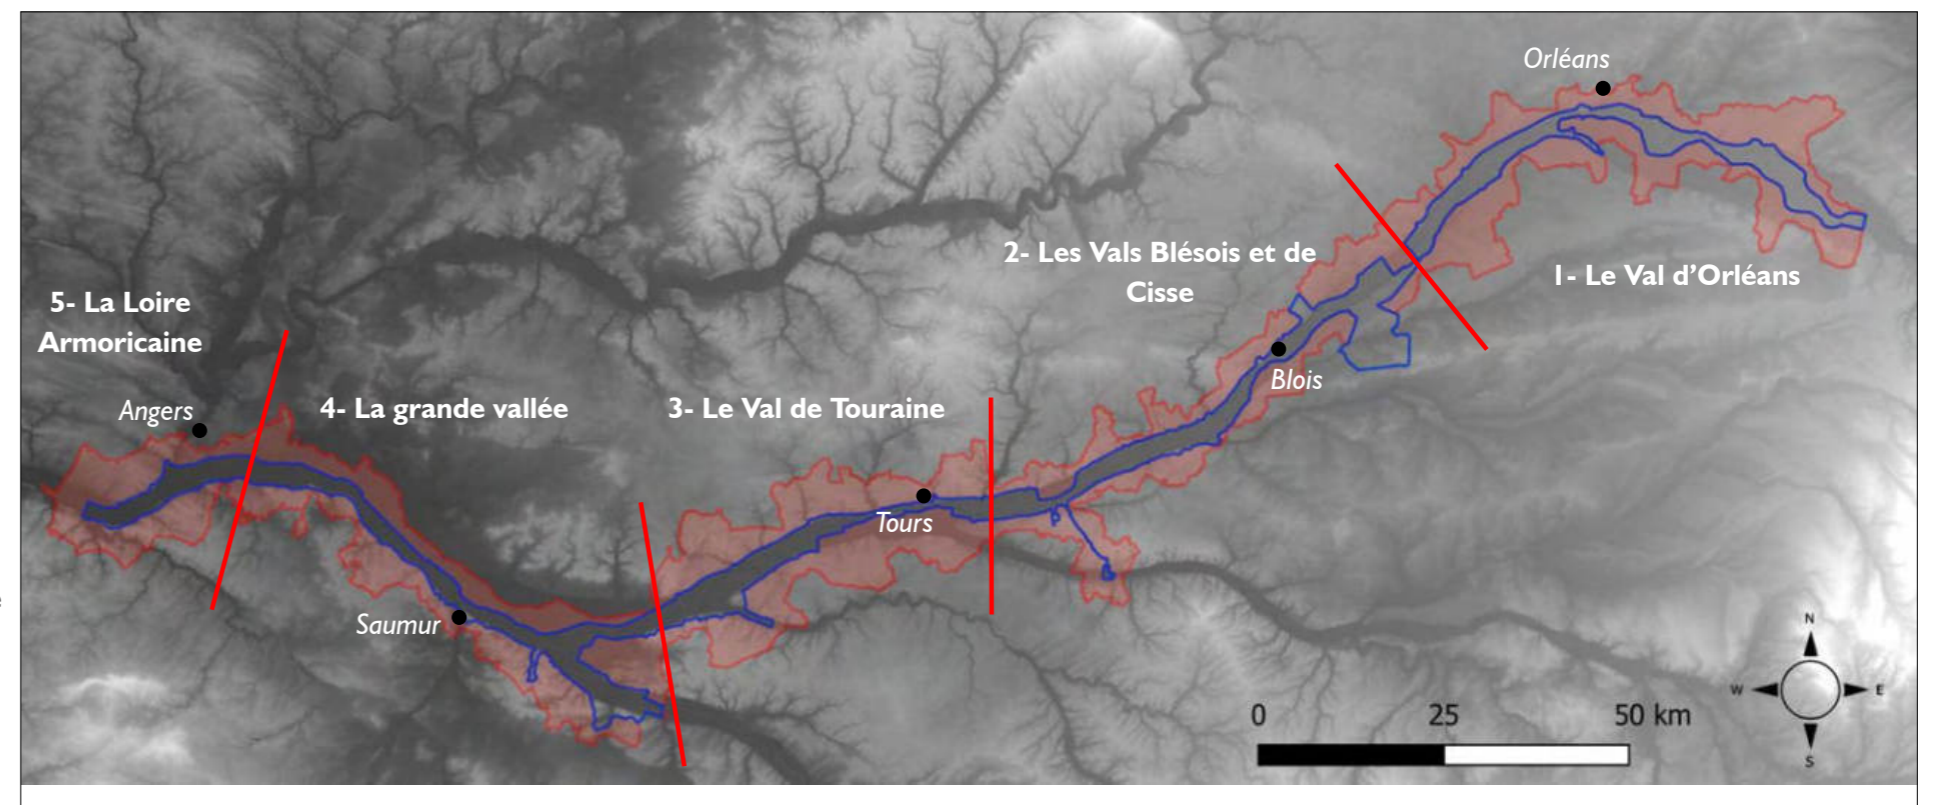 Orléans
2- Les Vals Blésois et de
Cisse
1- Le Val d'Orléans
5- La Loire
Armoricaine
Blois
Angers
4- La grande vallée
3- Le Val de Touraine
Tours
Saumur
N
W
E
S
0
25
50 km